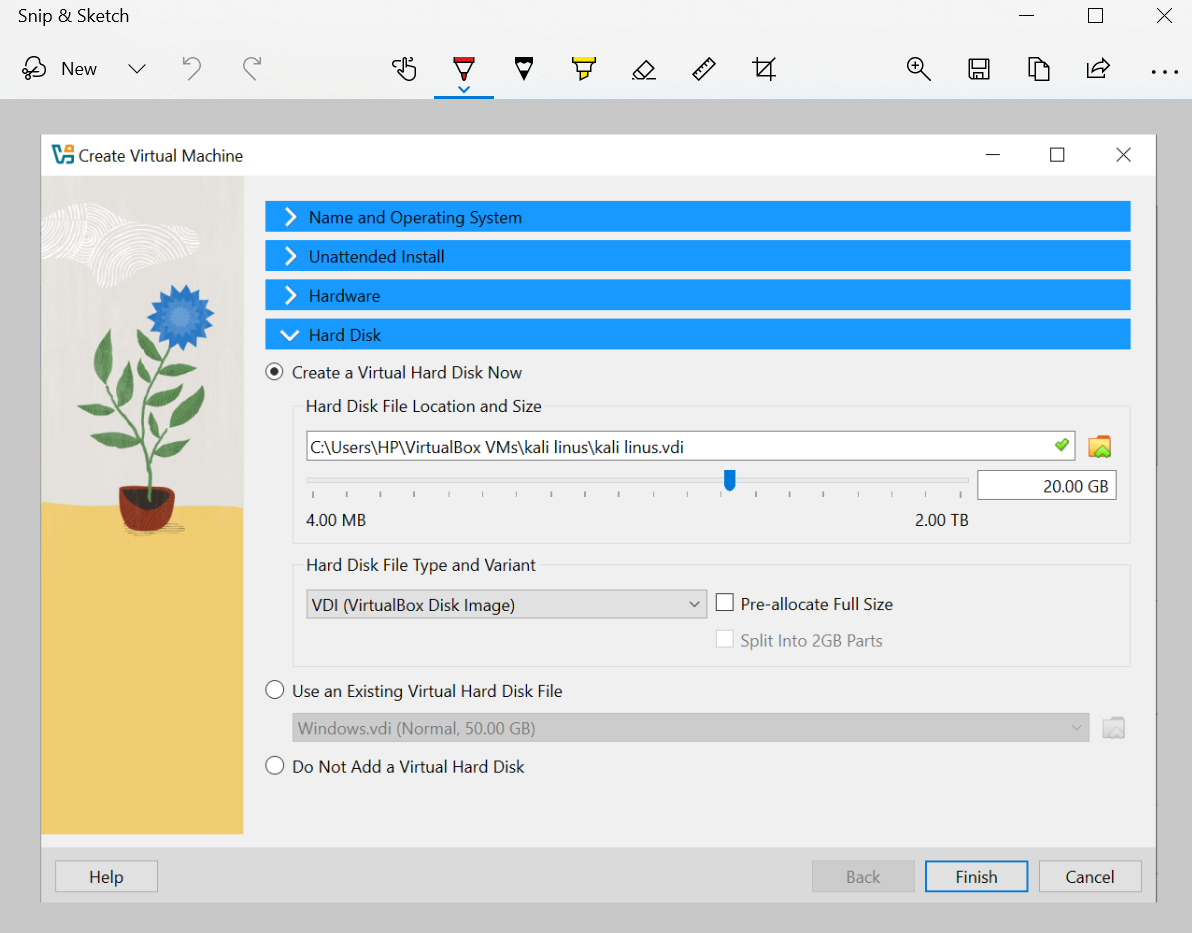 Snip & Sketch
New
Create Virtual Machine
Name and Operating System
Unattended Install
Hardware
Hard Disk
Create a Virtual Hard Disk Now
Hard Disk File Location and Size
C:\Users\HP\VirtualBox VMs\kali linus\kali linus.vdi
20.00 GB
4.00 MB 2.00 TB
Hard Disk File Type and Variant
VDI (VirtualBox Disk Image) Pre-allocate Full Size
Split Into 2GB Parts
Use an Existing Virtual Hard Disk File
Windows.vdi (Normal, 50.00 GB)
Do Not Add a Virtual Hard Disk
Help Back Finish Cancel